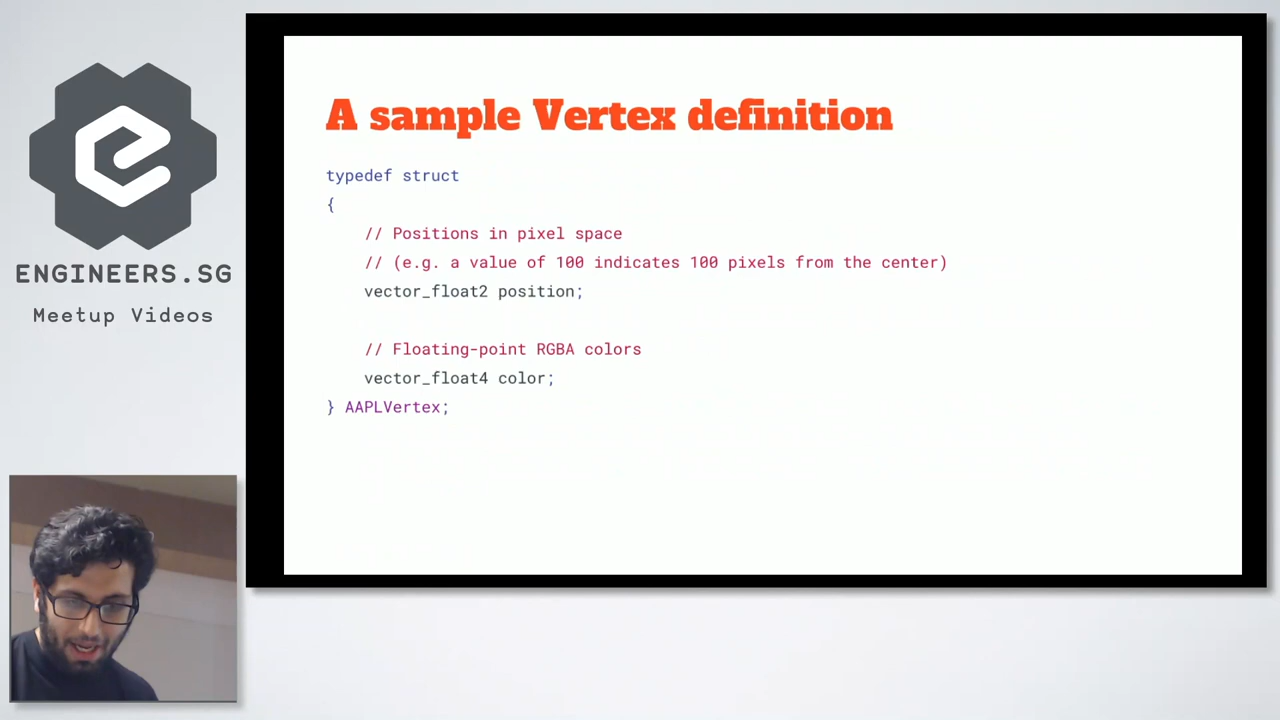 ENGINEERS.SG
Meetup Videos
A sample Vertex definition
typedef struct
{
// Positions in pixel space
// (e.g. a value of 100 indicates 100 pixels from the center)
vector_float2 position;
// Floating-point RGBA colors
vector_float4 color;
} AAPLVertex;